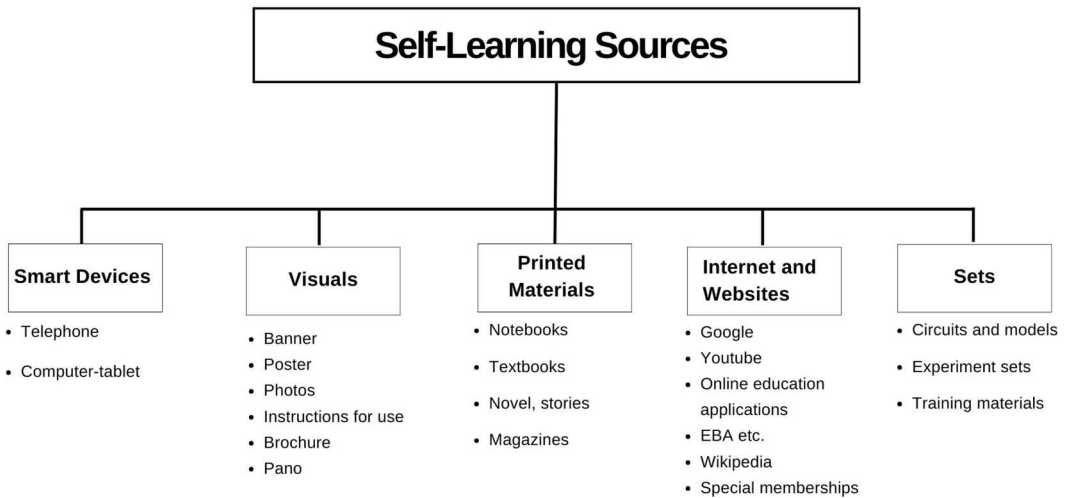 Self-Learning Sources
Smart Devices
• Telephone
• Computer-tablet
Visuals
• Banner
• Poster
• Photos
• Instructions for use
• Brochure
• Pano
Printed
Materials
• Notebooks
• Textbooks
• Novel, stories
• Magazines
Internet and
Websites
• Google
• Youtube
• Online education
applications
• EBA etc.
• Wikipedia
• Special memberships
Sets
• Circuits and models
• Experiment sets
• Training materials